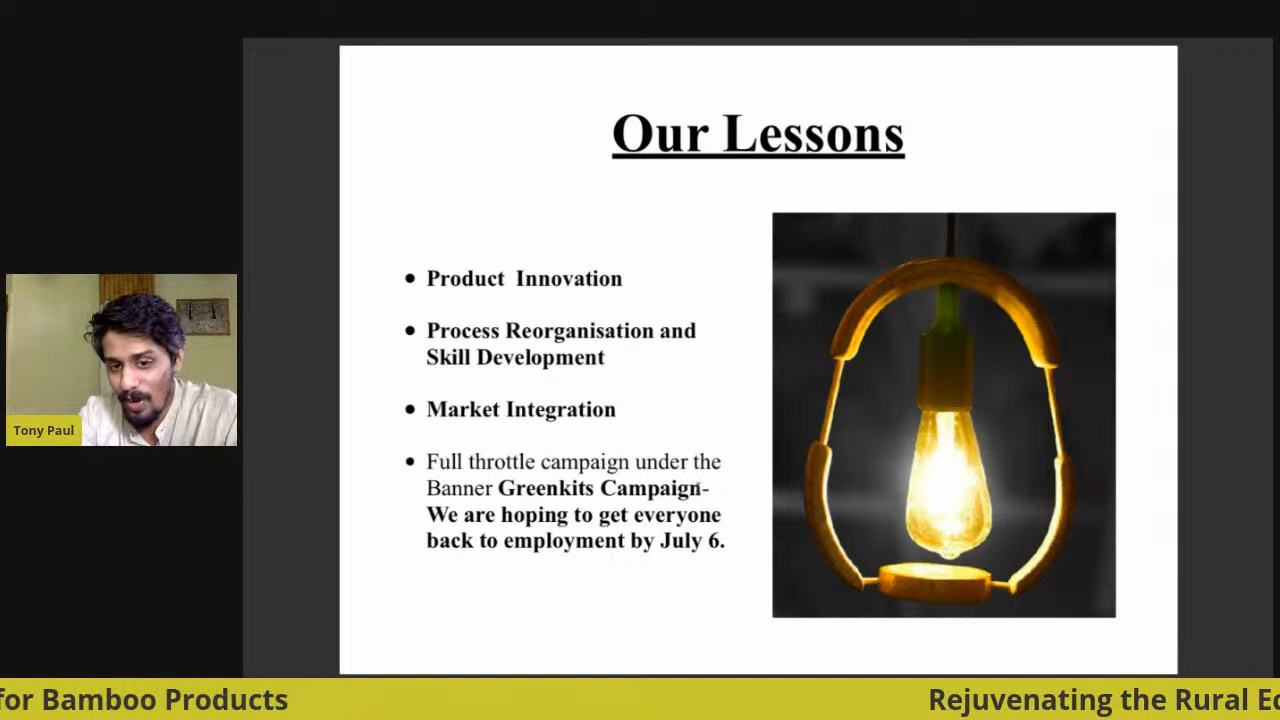 Our Lessons
Product Innovation
Process Reorganisation and
Skill Development
Market Integration
Full throttle campaign under the
Banner Greenkits Campaign-
We are hoping to get everyone
back to employment by July 6.
Tony Paul
for Bamboo Products
Rejuvenating the Rural